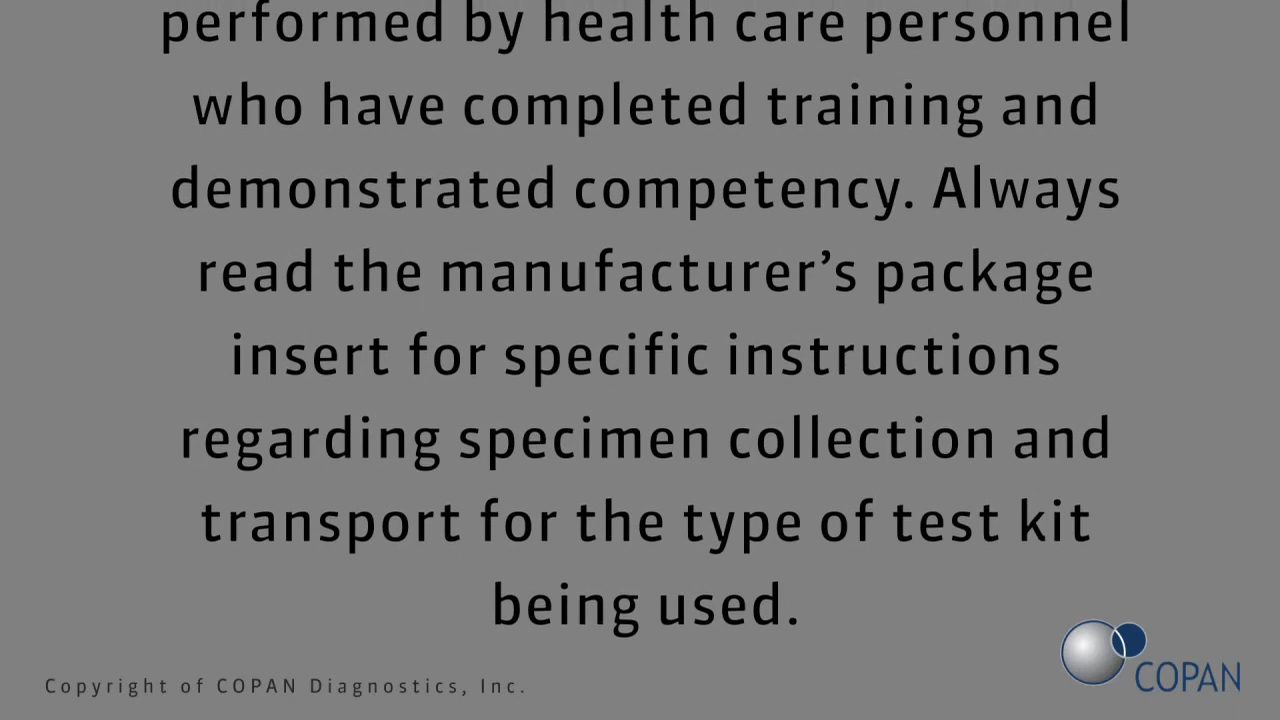 performed by health care personnel
who have completed training and
demonstrated competency. Always
read the manufacturer’s package
insert for specific instructions
regarding specimen collection and
transport for the type of test kit
being used.
Copyright of COPAN Diagnostics, Inc.
COPAN